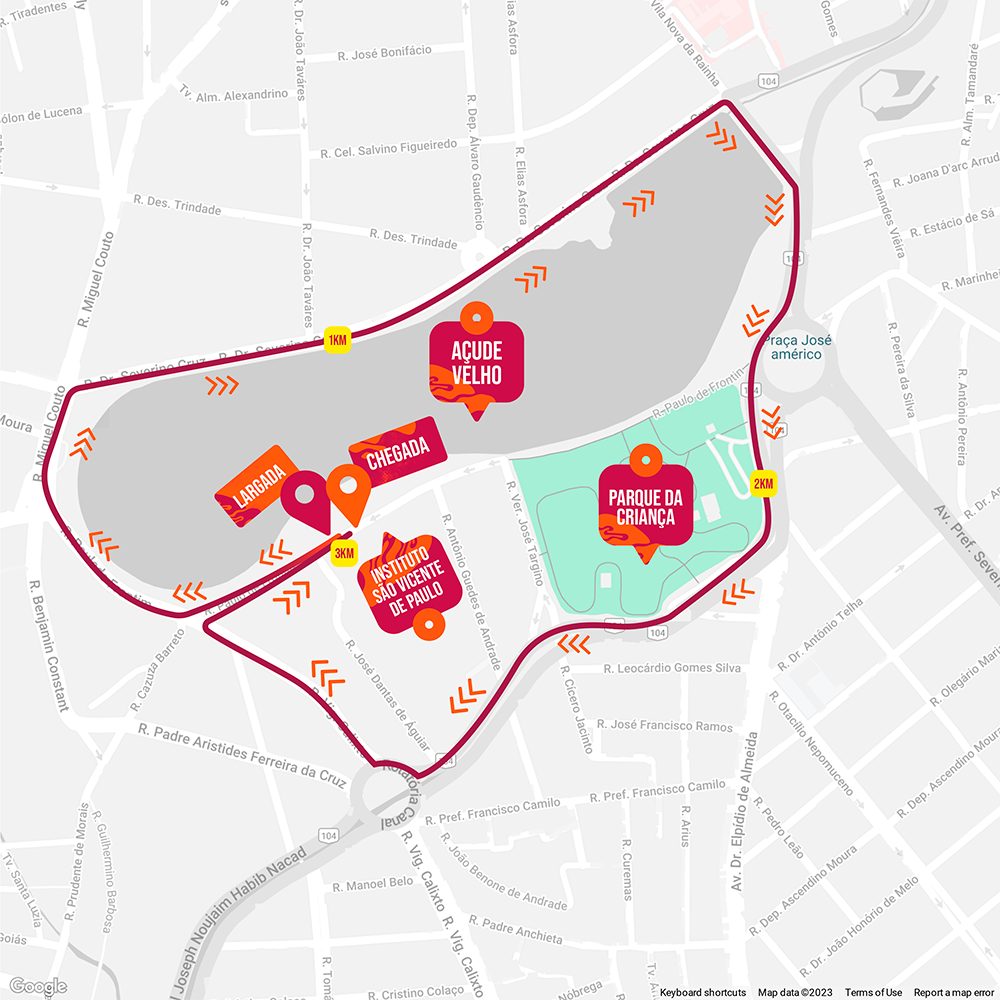 R. Tiradentes
R. Dr. João Tavares
R. José Bonifácio
R. Elias Asfora
Vila Nova da Rainha
Gomes
104
Tv. Alm. Alexandrino
ólon de Lucena
R. Dep. Álvaro Gaudêncio
R. Elias Asfora
R. Alm. Tamandaré
R. Cel. Salvino Figueiredo
R. Joana D'arc Arruda
R. Fernandes Vieira
R. Des. Trindade
R. Des. Trindade
R. Estácio de Sá
R. Dr. João Tavares
R. Miguel Couto
104
R. Marinhei
1KM
R. Dr. Severino Cruz
AÇUDE
VELHO
Praça José
américo
R. Pereira da Silva
R. Antônio Pereira
R. Paulo de Frontin
104
Moura
R. Miguel Couto
CHEGADA
LARGADA
PARQUE DA
CRIANÇA
2KM
Av. Pref. Severi
R. Ver. José Targino
R. Antônio Guedes de Andrade
3KM
INSTITUTO
SÃO VICENTE
DE PAULO
R. Benjamin Constant
R. Cazuza Barreto
R. José Dantas de Aguiar
104
R. Dr. Antônio Telha
R. Leocárdio Gomes Silva
R. Olegário Maria
R. Cícero Jacinto
R. José Francisco Ramos
R. Otacílio Nepomuceno
R. Padre Aristides Ferreira da Cruz
Rotatória
Canal
R. Dep. Ascendino Moura
Av. Dr. Elpídio de Almeida
R. Pref. Francisco Camilo
R. Pref. Francisco Camilo
R. Arius
R. Pedro Leão
104
R. Prudente de Morais
R. Guilhermino Barbosa
R. João Benone de Andrade
R. Curemas
R. Dep. Ascendino Moura
Tv. Santa Luzia
R. Manoel Belo
R. Vig. Calixto
R. Vig. Calixto
R. Padre Anchieta
R. Dr. João Honório de Melo
Goiás
l Joseph Noujaim Habib Nacad
R. Cristino Colaço
Nóbrega
Google
Keyboard shortcuts
Map data ©2023
Terms of Use
Report a map error